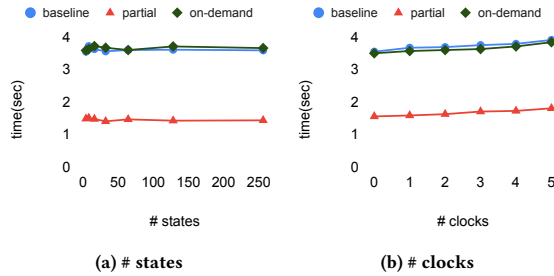 baseline partial on-demand
4
3
2
1
0
time(sec)
0 50 100 150 200 250
# states
(a) # states
baseline partial on-demand
4
3
2
1
0
time(sec)
0 1 2 3 4 5
# clocks
(b) # clocks